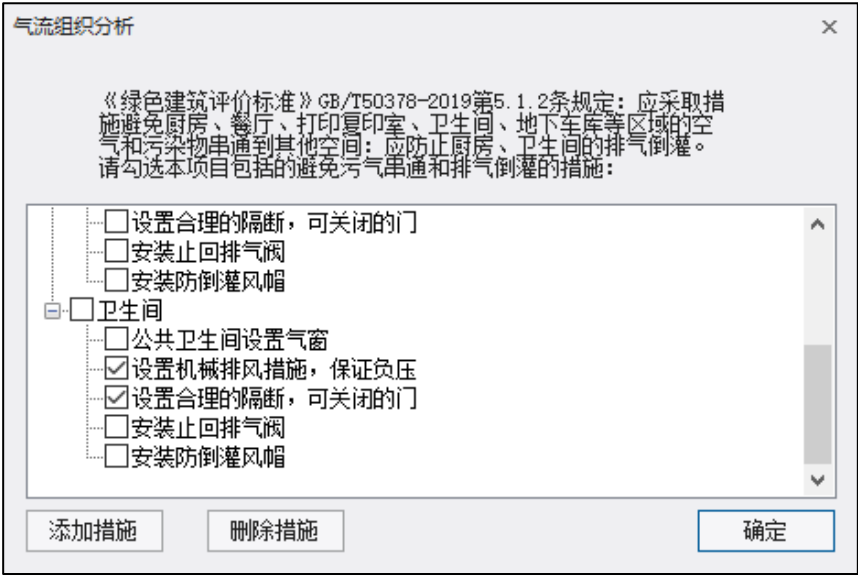 气流组织分析
《绿色建筑评价标准》GB/T50378-2019第5.1.2条规定：应采取措
施避免厨房、餐厅、打印复印室、卫生间、地下车库等区域的空
气和污染物串通到其他空间：应防止厨房、卫生间的排气倒灌。
请勾选本项目包括的避免污气串通和排气倒灌的措施：
设置合理的隔断，可关闭的门
安装止回排气阀
安装防倒灌风帽
卫生间
公共卫生间设置气窗
设置机械排风措施，保证负压
设置合理的隔断，可关闭的门
安装止回排气阀
安装防倒灌风帽
添加措施 删除措施 确定